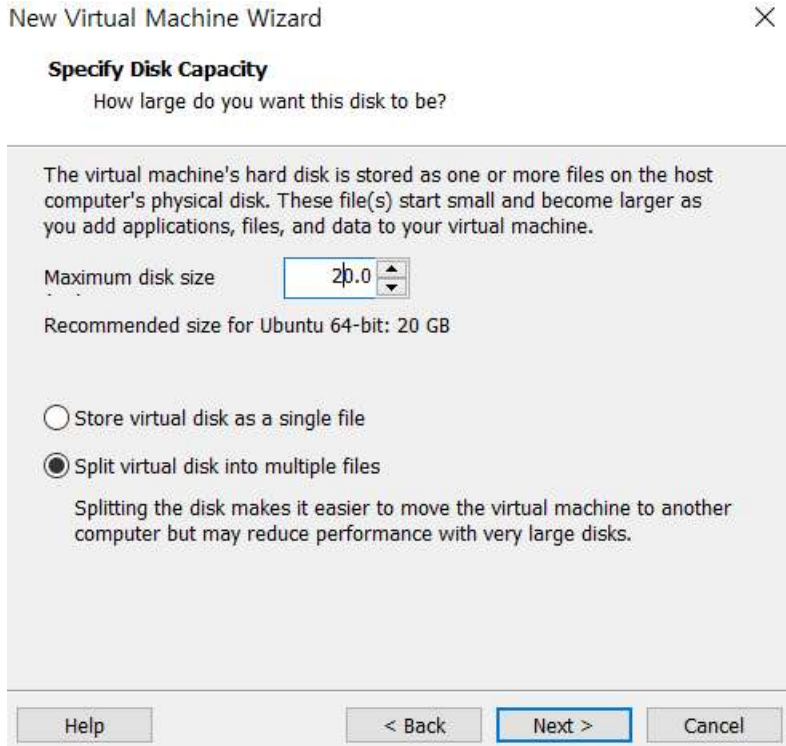 New Virtual Machine Wizard
Specify Disk Capacity
How large do you want this disk to be?
The virtual machine's hard disk is stored as one or more files on the host
computer's physical disk. These file(s) start small and become larger as
you add applications, files, and data to your virtual machine.
Maximum disk size 20.0
Recommended size for Ubuntu 64-bit: 20 GB
Store virtual disk as a single file
Split virtual disk into multiple files
Splitting the disk makes it easier to move the virtual machine to another
computer but may reduce performance with very large disks.
Help < Back Next > Cancel